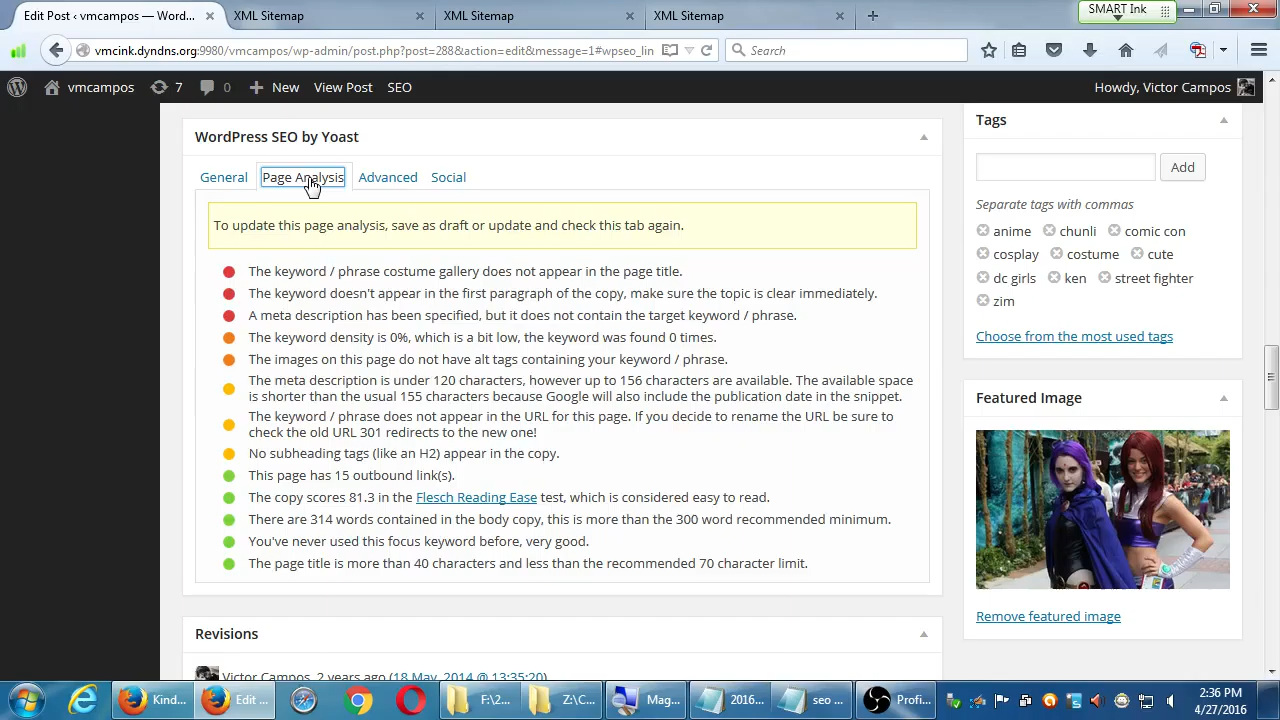 Edit Post ‹ vmcampos — Wor...
XML Sitemap
XML Sitemap
XML Sitemap
SMART Ink
vmcink.dyndns.org:9980/vmcampos/wp-admin/post.php?post=288&action=edit&message=1#wpseo_lin
Search
vmcampos
7
0
New
View Post
SEO
Howdy, Victor Campos
WordPress SEO by Yoast
General
Page Analysis
Advanced
Social
To update this page analysis, save as draft or update and check this tab again.
The keyword / phrase costume gallery does not appear in the page title.
The keyword doesn't appear in the first paragraph of the copy, make sure the topic is clear immediately.
A meta description has been specified, but it does not contain the target keyword / phrase.
The keyword density is 0%, which is a bit low, the keyword was found 0 times.
The images on this page do not have alt tags containing your keyword / phrase.
The meta description is under 120 characters, however up to 156 characters are available. The available space
is shorter than the usual 155 characters because Google will also include the publication date in the snippet.
The keyword / phrase does not appear in the URL for this page. If you decide to rename the URL be sure to
check the old URL 301 redirects to the new one!
No subheading tags (like an H2) appear in the copy.
This page has 15 outbound link(s).
The copy scores 81.3 in the Flesch Reading Ease test, which is considered easy to read.
There are 314 words contained in the body copy, this is more than the 300 word recommended minimum.
You've never used this focus keyword before, very good.
The page title is more than 40 characters and less than the recommended 70 character limit.
Revisions
Victor Campos, 2 years ago (18 May, 2014 @ 13:35:20)
Tags
Add
Separate tags with commas
anime chunli comic con
cosplay costume cute
dc girls ken street fighter
zim
Choose from the most used tags
Featured Image
Remove featured image
Kind...
Edit ...
F:\2...
Z:\C...
Mag...
2016...
seo ...
Profi...
2:36 PM
4/27/2016